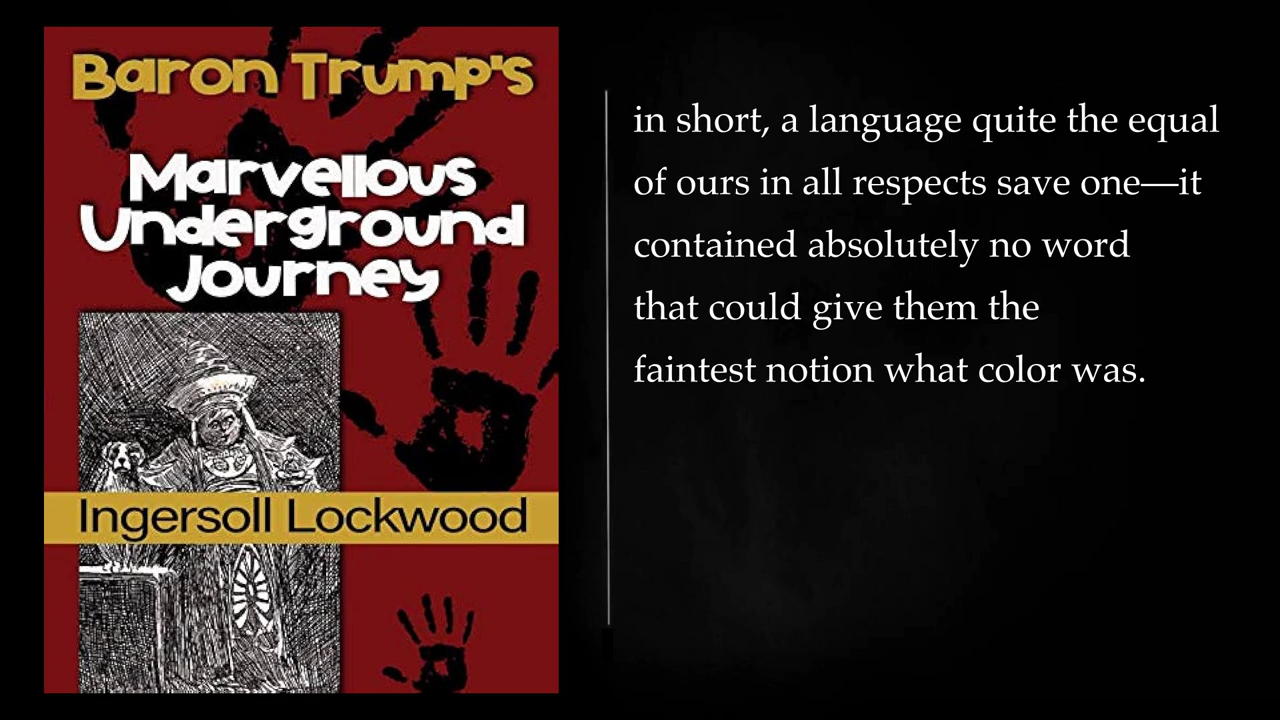 Baron Trump's
Marvellous
Underground
Journey
Ingersoll Lockwood
in short, a language quite the equal
of ours in all respects save one—it
contained absolutely no word
that could give them the
faintest notion what color was.